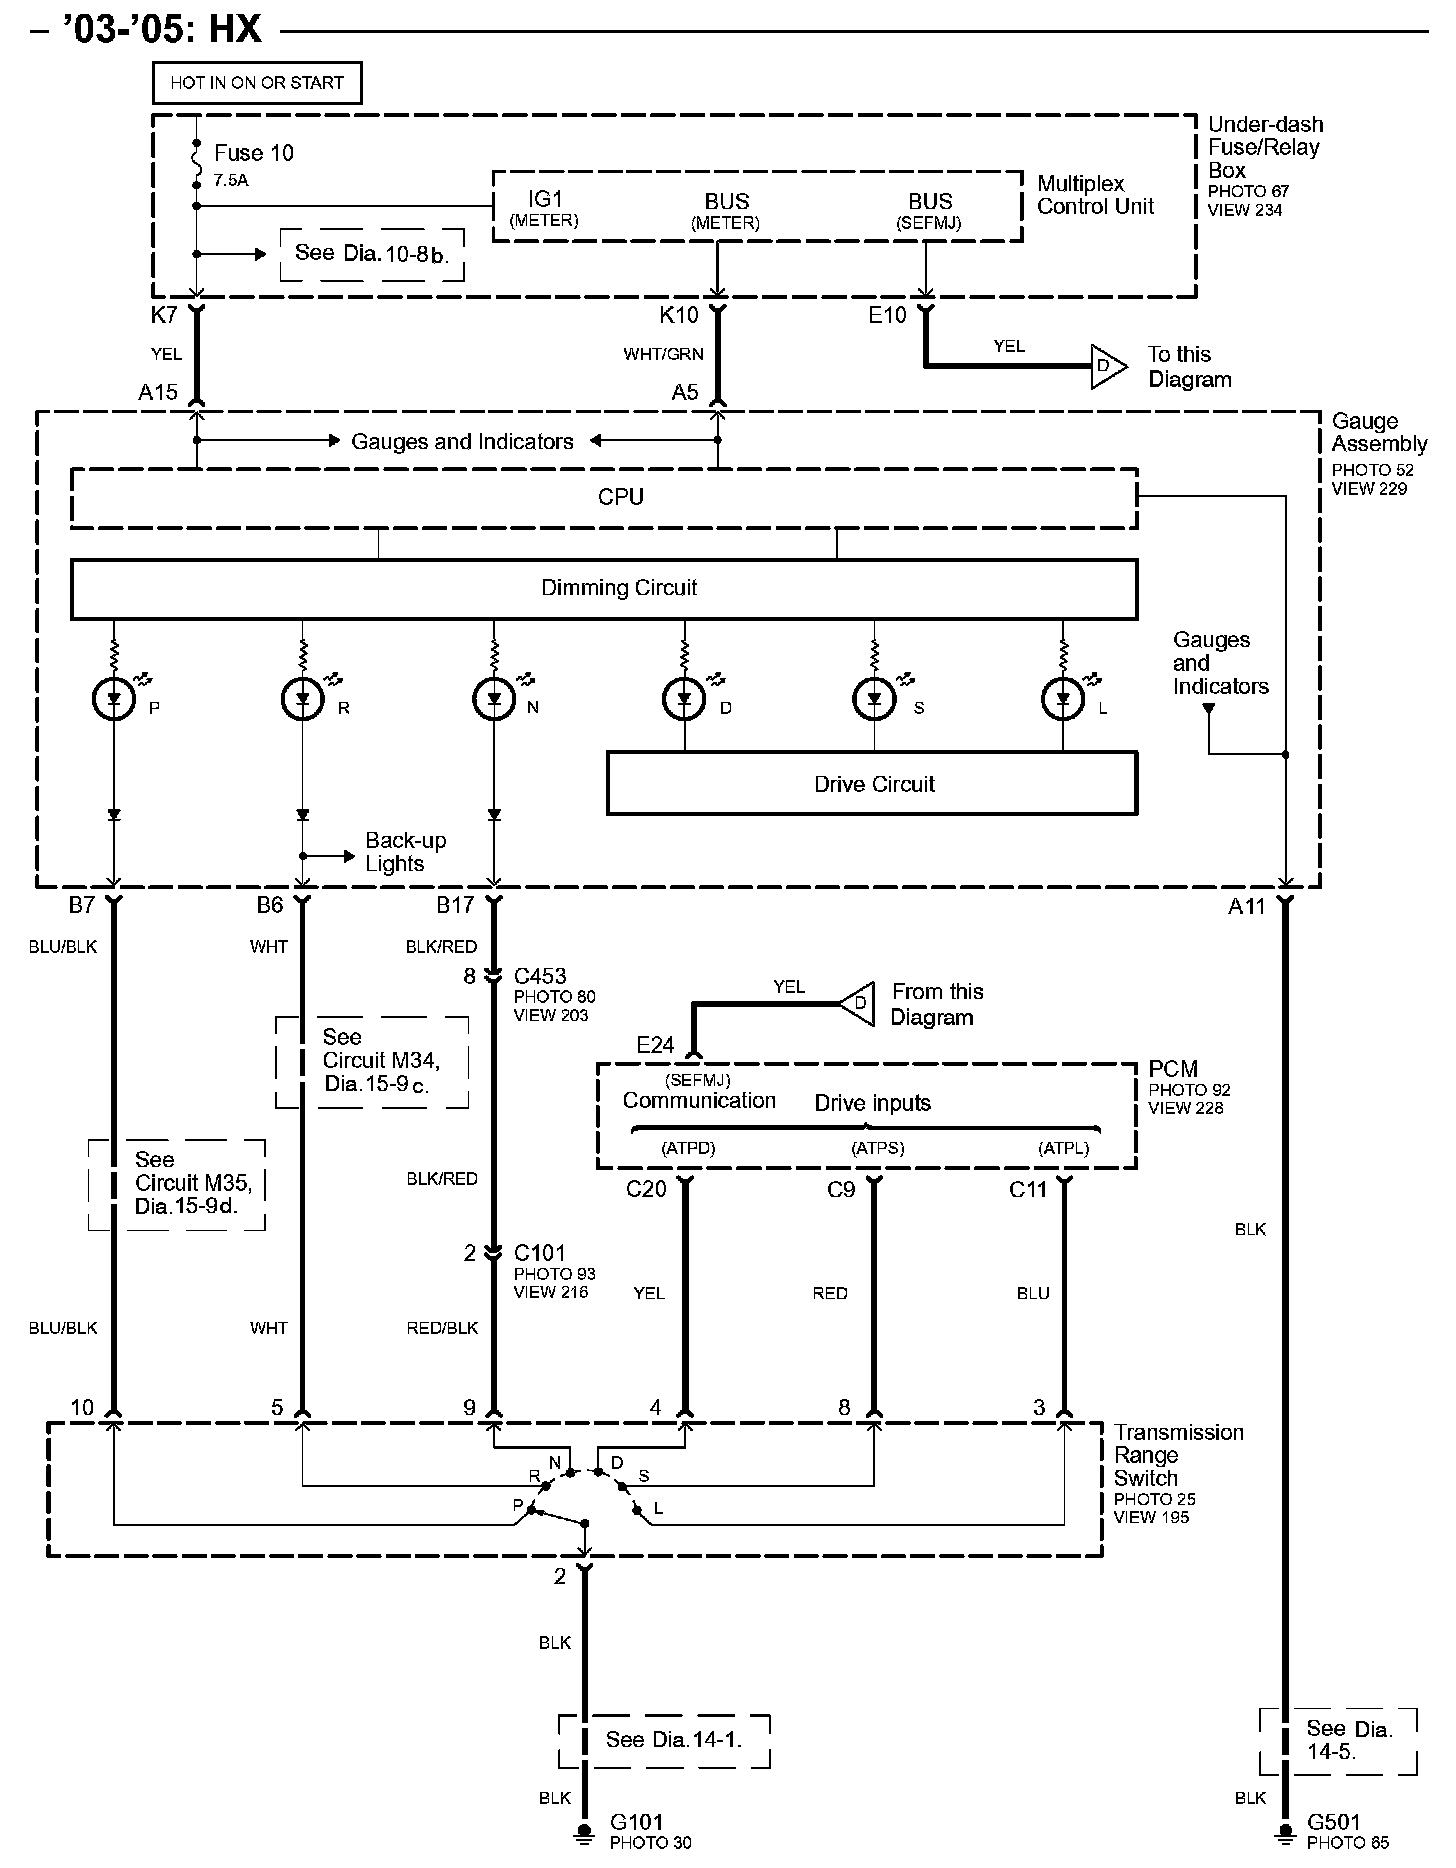 ’03-’05: HX
HOT IN ON OR START
Fuse 10
7.5A
IG1
(METER)
BUS
(METER)
BUS
(SEFMJ)
Multiplex
Control Unit
Under-dash
Fuse/Relay
Box
PHOTO 67
VIEW 234
See Dia. 10-8b.
K7
K10
E10
YEL
WHT/GRN
YEL
D
To this
Diagram
A15
A5
Gauges and Indicators
Gauge
Assembly
PHOTO 52
VIEW 229
CPU
Dimming Circuit
Gauges
and
Indicators
P
R
N
D
S
L
Drive Circuit
Back-up
Lights
B7
B6
B17
A11
BLU/BLK
WHT
BLK/RED
8
C453
PHOTO 80
VIEW 203
YEL
D
From this
Diagram
See
Circuit M34,
Dia.15-9c.
E24
(SEFMJ)
Communication
Drive inputs
(ATPD)
(ATPS)
(ATPL)
PCM
PHOTO 92
VIEW 228
See
Circuit M35,
Dia.15-9d.
BLK/RED
C20
C9
C11
BLK
2
C101
PHOTO 93
VIEW 216
YEL
RED
BLU
BLU/BLK
WHT
RED/BLK
10
5
9
4
8
3
Transmission
Range
Switch
PHOTO 25
VIEW 195
P
R
N
D
S
L
2
BLK
See Dia.14-1.
See Dia.
14-5.
BLK
BLK
G101
PHOTO 30
G501
PHOTO 65